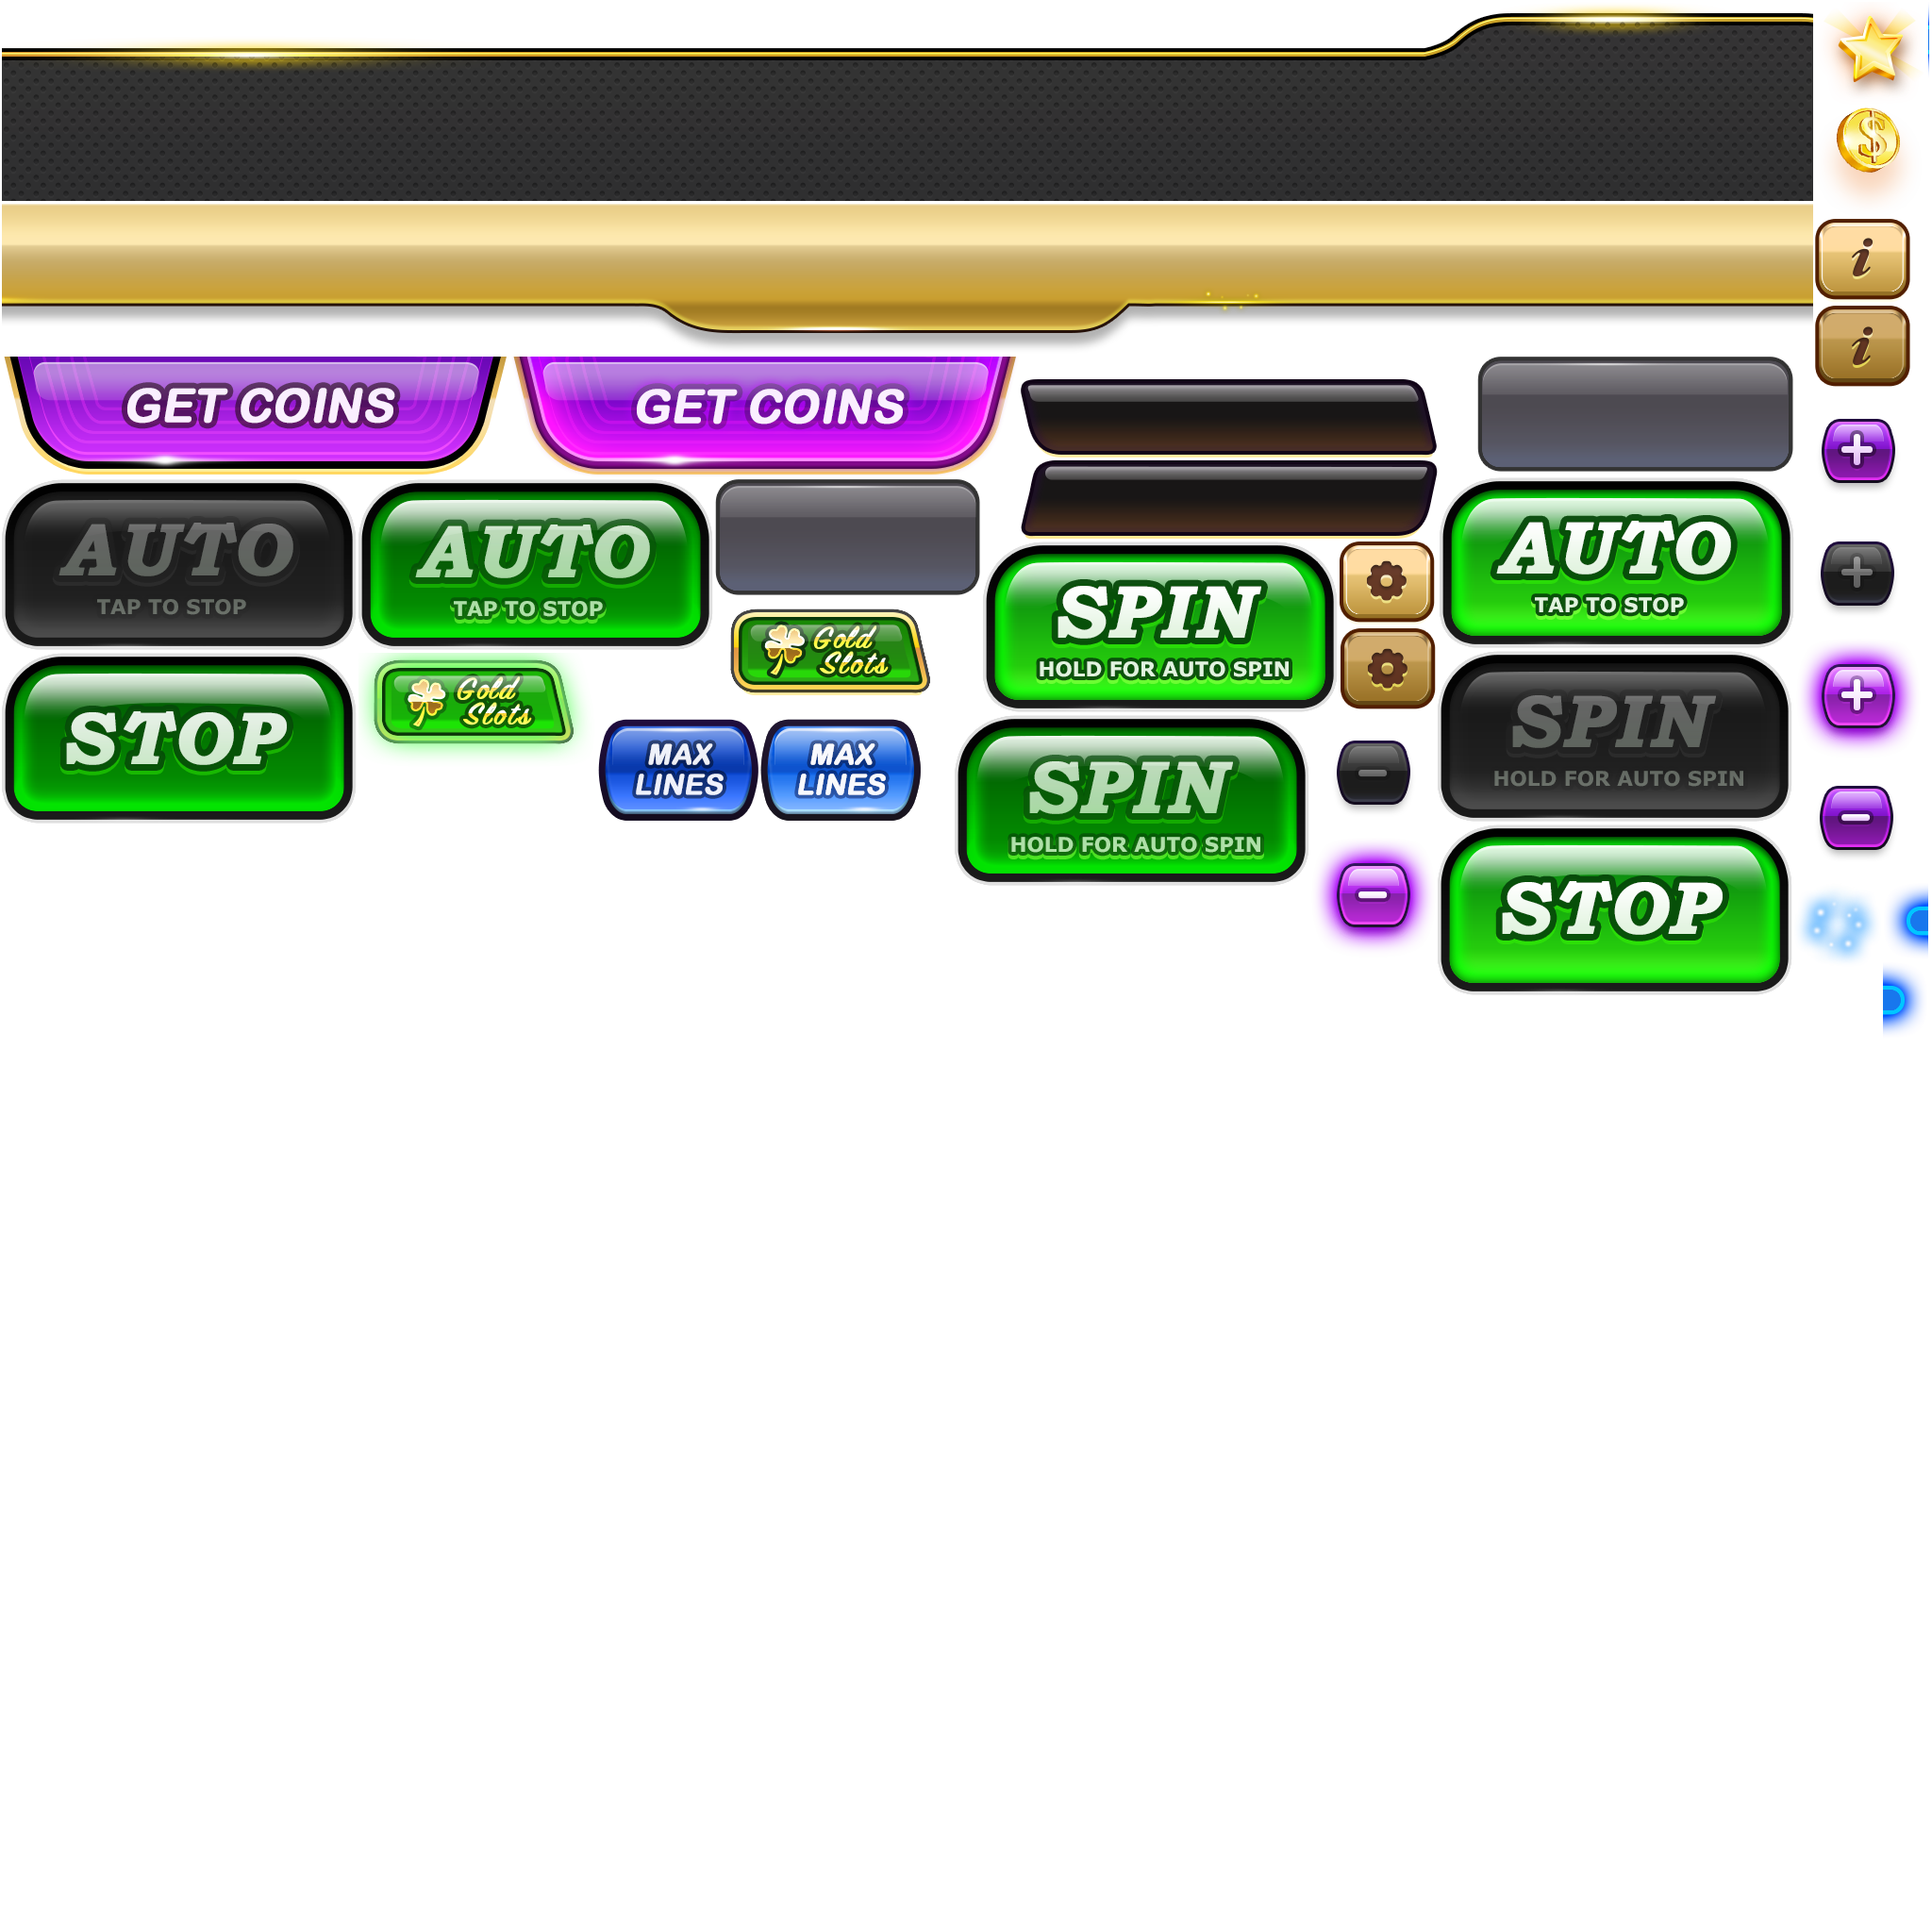 $
i
i
GET COINS
GET COINS
AUTO
TAP TO STOP
AUTO
TAP TO STOP
AUTO
TAP TO STOP
SPIN
HOLD FOR AUTO SPIN
Gold
Slots
STOP
Gold
Slots
MAX
LINES
MAX
LINES
SPIN
HOLD FOR AUTO SPIN
SPIN
HOLD FOR AUTO SPIN
STOP